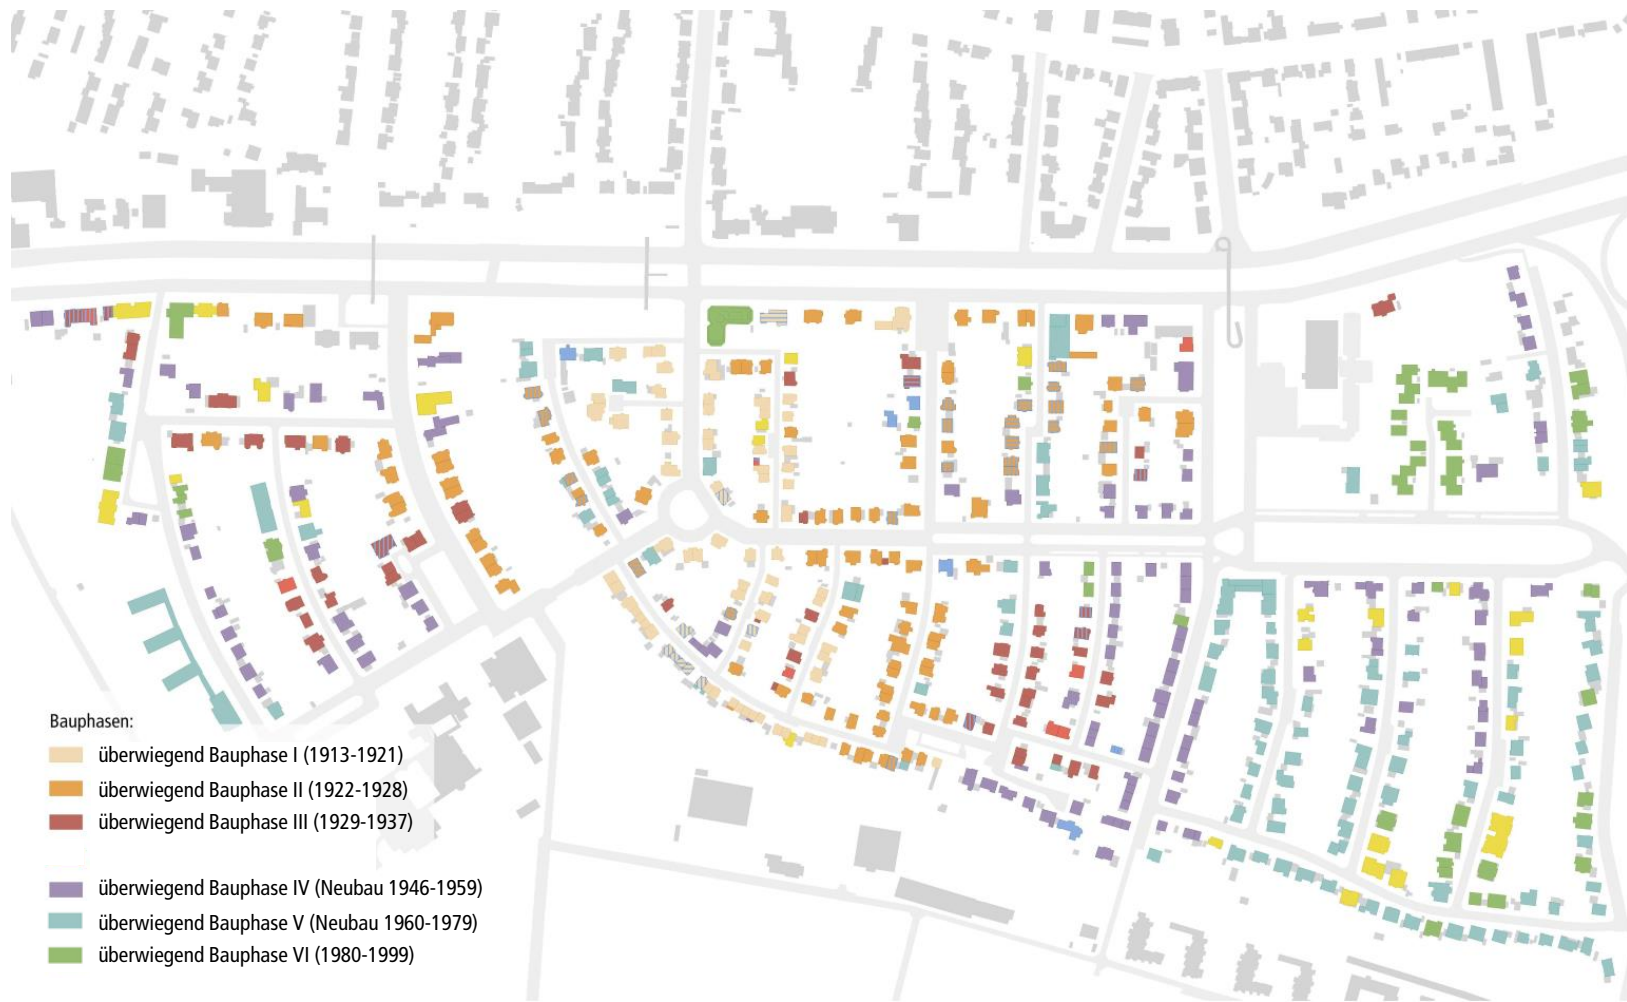 Bauphasen:
überwiegend Bauphase I (1913-1921)
überwiegend Bauphase II (1922-1928)
überwiegend Bauphase III (1929-1937)
überwiegend Bauphase IV (Neubau 1946-1959)
überwiegend Bauphase V (Neubau 1960-1979)
überwiegend Bauphase VI (1980-1999)